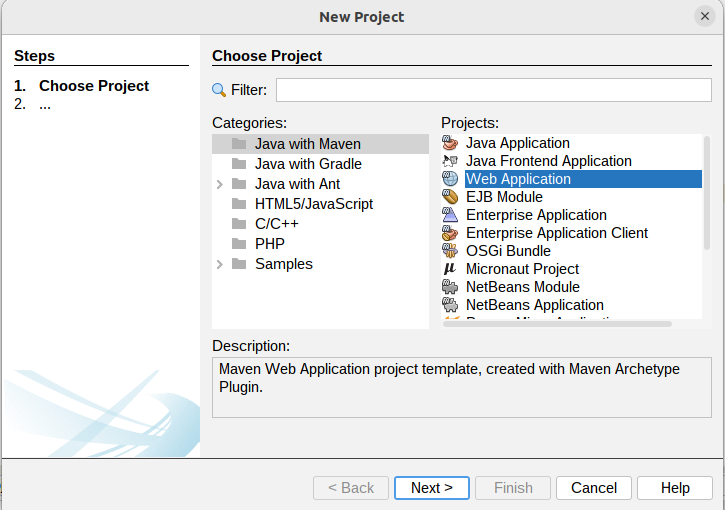 New Project
Steps
1. Choose Project
2. ...
Choose Project
Filter:
Categories:
Java with Maven
Java with Gradle
Java with Ant
HTML5/JavaScript
C/C++
PHP
Samples
Projects:
Java Application
Java Frontend Application
Web Application
EJB Module
Enterprise Application
Enterprise Application Client
OSGi Bundle
Micronaut Project
NetBeans Module
NetBeans Application
Description:
Maven Web Application project template, created with Maven Archetype
Plugin.
< Back
Next >
Finish
Cancel
Help